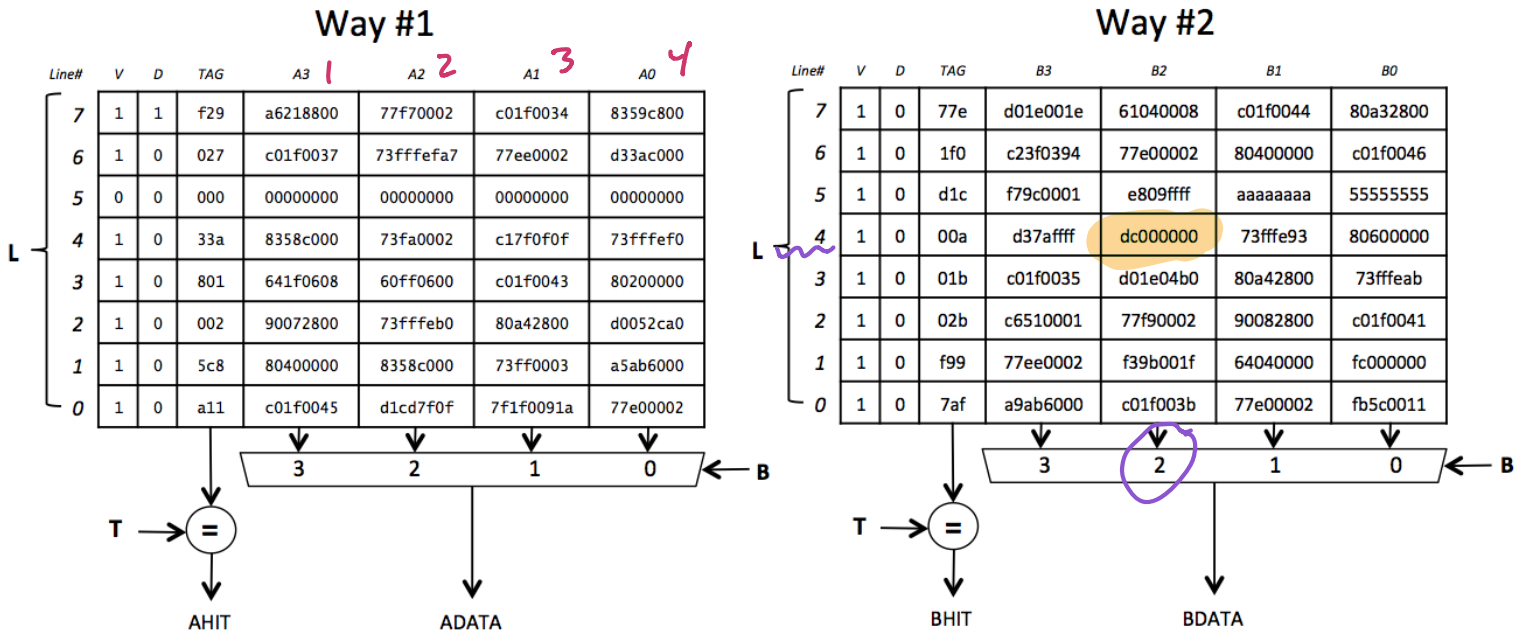 Way #1
1 2 3 4
Line# V D TAG A3 A2 A1 A0
7 1 1 f29 a6218800 77f70002 c01f0034 8359c800
6 1 0 027 c01f0037 73fffefa7 77ee0002 d33ac000
5 0 0 000 00000000 00000000 00000000 00000000
4 1 0 33a 8358c000 73fa0002 c17f0f0f 73fffef0
3 1 0 801 641f0608 60ff0600 c01f0043 80200000
2 1 0 002 90072800 73fffeb0 80a42800 d0052ca0
1 1 0 5c8 80400000 8358c000 73ff0003 a5ab6000
0 1 0 a11 c01f0045 d1cd7f0f 7f1f0091a 77e00002
L
3 2 1 0 B
T =
AHIT ADATA
Way #2
Line# V D TAG B3 B2 B1 B0
7 1 0 77e d01e001e 61040008 c01f0044 80a32800
6 1 0 1f0 c23f0394 77e00002 80400000 c01f0046
5 1 0 d1c f79c0001 e809ffff aaaaaaaa 55555555
4 1 0 00a d37affff dc000000 73fffe93 80600000
3 1 0 01b c01f0035 d01e04b0 80a42800 73fffeab
2 1 0 02b c6510001 77f90002 90082800 c01f0041
1 1 0 f99 77ee0002 f39b001f 64040000 fc000000
0 1 0 7af a9ab6000 c01f003b 77e00002 fb5c0011
L
3 2 1 0 B
T =
BHIT BDATA